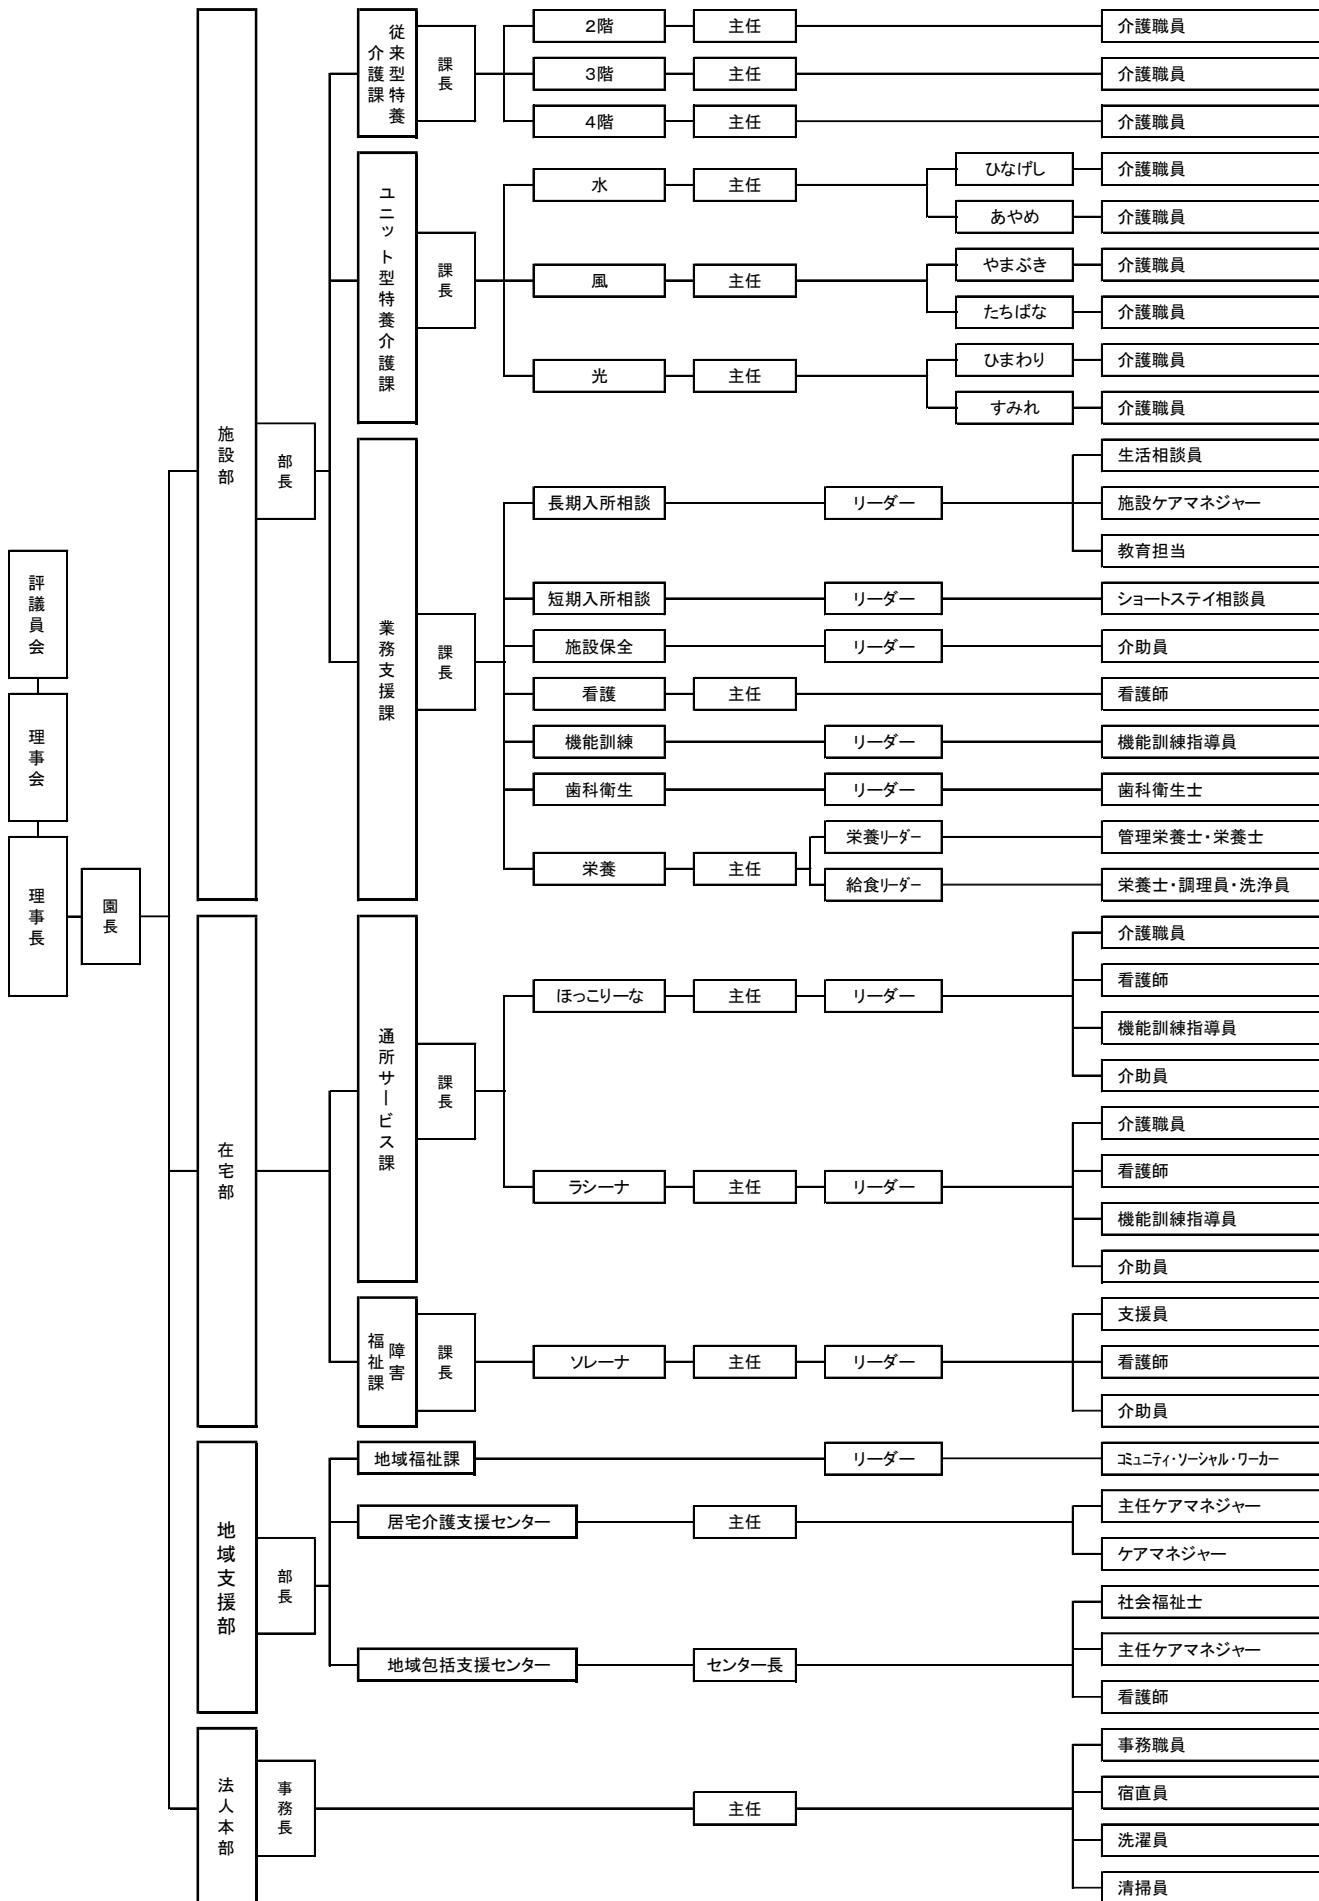 評議員会
理事会
理事長
園長
施設部
部長
従来型特養
介護課
課長
2階
主任
介護職員
3階
主任
介護職員
4階
主任
介護職員
ユニット型特養介護課
課長
水
主任
ひなげし
介護職員
あやめ
介護職員
風
主任
やまぶき
介護職員
たちばな
介護職員
光
主任
ひまわり
介護職員
すみれ
介護職員
業務支援課
課長
長期入所相談
リーダー
生活相談員
施設ケアマネジャー
教育担当
短期入所相談
リーダー
ショートステイ相談員
施設保全
リーダー
介助員
看護
主任
看護師
機能訓練
リーダー
機能訓練指導員
歯科衛生
リーダー
歯科衛生士
栄養
主任
栄養リーダー
管理栄養士・栄養士
給食リーダー
栄養士・調理員・洗浄員
在宅部
通所サービス課
課長
ほっこりーな
主任
リーダー
介護職員
看護師
機能訓練指導員
介助員
ラシーナ
主任
リーダー
介護職員
看護師
機能訓練指導員
介助員
障害
福祉課
課長
ソレーナ
主任
リーダー
支援員
看護師
介助員
地域支援部
部長
地域福祉課
リーダー
コミュニティ・ソーシャル・ワーカー
居宅介護支援センター
主任
主任ケアマネジャー
ケアマネジャー
地域包括支援センター
センター長
社会福祉士
主任ケアマネジャー
看護師
法人本部
事務長
主任
事務職員
宿直員
洗濯員
清掃員